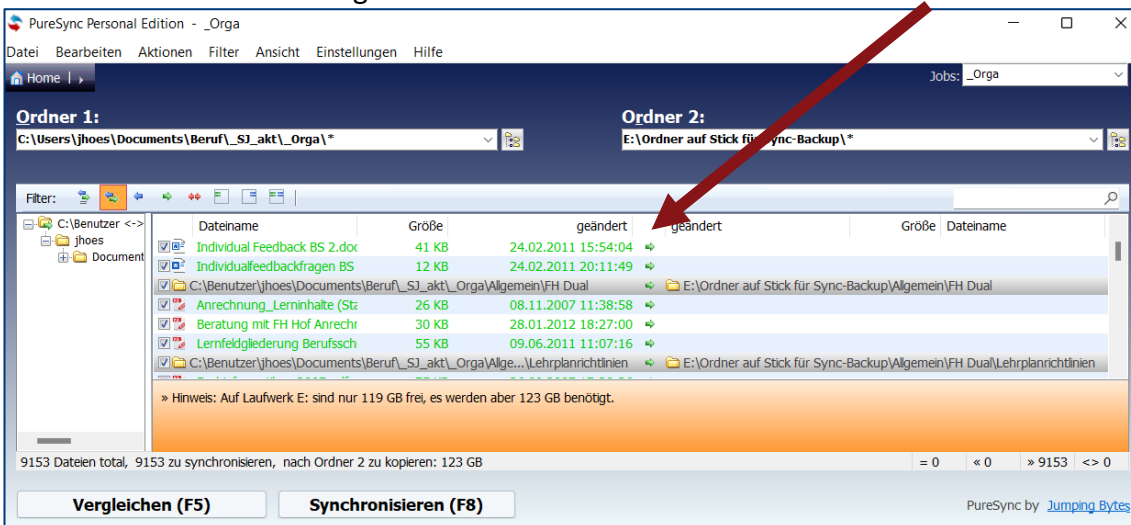 PureSync Personal Edition - _Orga
Datei Bearbeiten Aktionen Filter Ansicht Einstellungen Hilfe
Home
Jobs: _Orga
Ordner 1:
Ordner 2:
C:\Users\jhoes\Documents\Beruf\_SJ_akt\_Orga\*
E:\Ordner auf Stick für Sync-Backup\*
Filter:
C:\Benutzer <->
jhoes
Document
Dateiname Größe geändert geändert Größe Dateiname
Individual Feedback BS 2.doc 41 KB 24.02.2011 15:54:04
Individualfeedbackfragen BS 12 KB 24.02.2011 20:11:49
C:\Benutzer\jhoes\Documents\Beruf\_SJ_akt\_Orga\Allgemein\FH Dual E:\Ordner auf Stick für Sync-Backup\Allgemein\FH Dual
Anrechnung_Lerninhalte (Sta 26 KB 08.11.2007 11:38:58
Beratung mit FH Hof Anrechr 30 KB 28.01.2012 18:27:00
Lernfeldgliederung Berufssch 55 KB 09.06.2011 11:07:16
C:\Benutzer\jhoes\Documents\Beruf\_SJ_akt\_Orga\Allge...\Lehrplanrichtlinien E:\Ordner auf Stick für Sync-Backup\Allgemein\FH Dual\Lehrplanrichtlinien
» Hinweis: Auf Laufwerk E: sind nur 119 GB frei, es werden aber 123 GB benötigt.
9153 Dateien total, 9153 zu synchronisieren, nach Ordner 2 zu kopieren: 123 GB = 0 « 0 » 9153 <> 0
Vergleichen (F5) Synchronisieren (F8) PureSync by Jumping Bytes